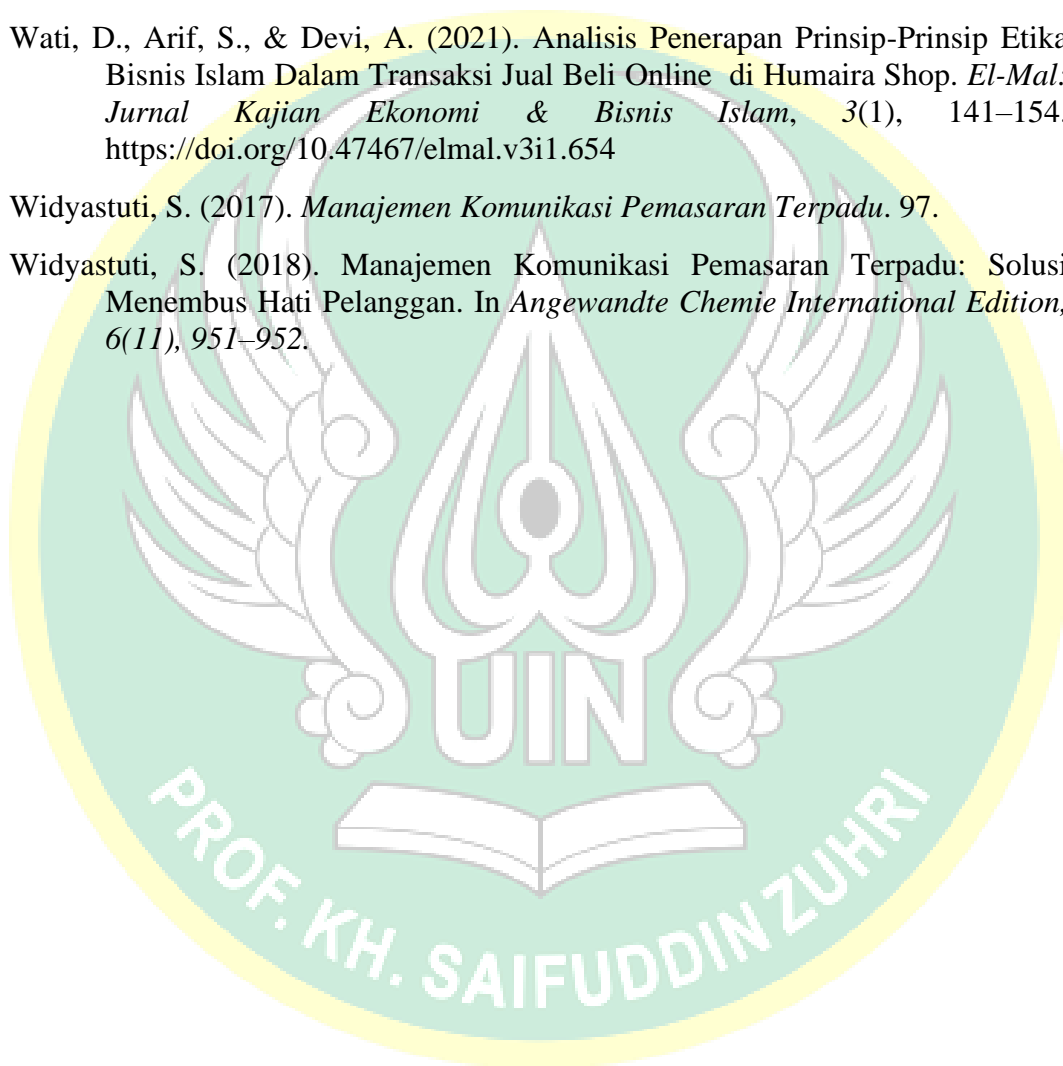 Wati, D., Arif, S., & Devi, A. (2021). Analisis Penerapan Prinsip-Prinsip Etika
Bisnis Islam Dalam Transaksi Jual Beli Online di Humaira Shop. El-Mal:
Jurnal Kajian Ekonomi & Bisnis Islam, 3(1), 141–154.
https://doi.org/10.47467/elmal.v3i1.654
Widyastuti, S. (2017). Manajemen Komunikasi Pemasaran Terpadu. 97.
Widyastuti, S. (2018). Manajemen Komunikasi Pemasaran Terpadu: Solusi
Menembus Hati Pelanggan. In Angewandte Chemie International Edition,
6(11), 951–952.
UIN
PROF. KH. SAIFUDDIN ZUHRI